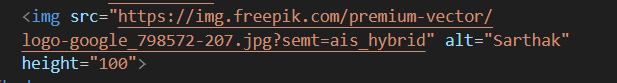 <img src="https://img.freepik.com/premium-vector/
logo-google_798572-207.jpg?semt=ais_hybrid" alt="Sarthak"
height="100">